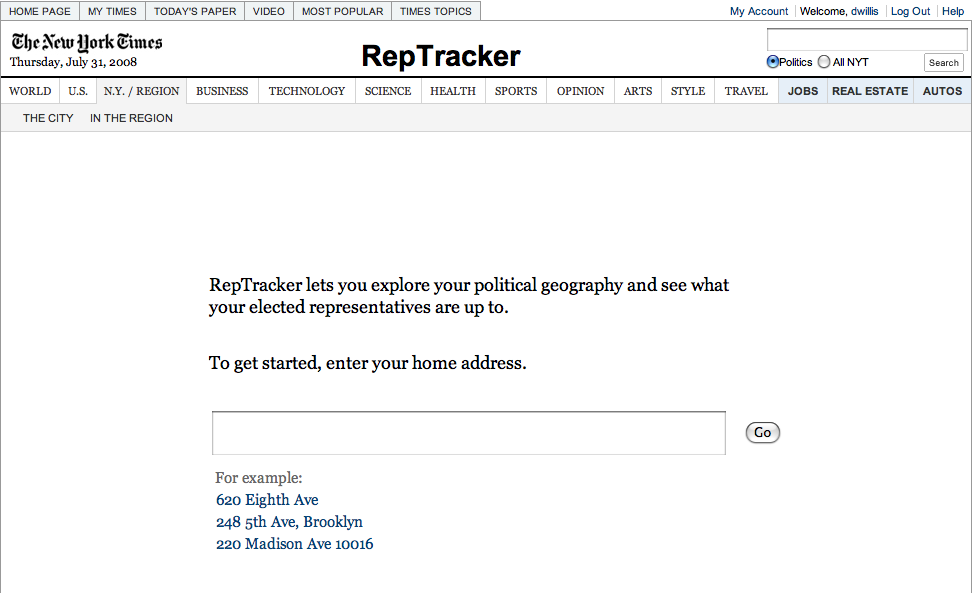 HOME PAGE MY TIMES TODAY'S PAPER VIDEO MOST POPULAR TIMES TOPICS My Account Welcome, dwillis Log Out Help
The New York Times
Thursday, July 31, 2008
RepTracker
Politics All NYT Search
WORLD U.S. N.Y. / REGION BUSINESS TECHNOLOGY SCIENCE HEALTH SPORTS OPINION ARTS STYLE TRAVEL JOBS REAL ESTATE AUTOS
THE CITY IN THE REGION
RepTracker lets you explore your political geography and see what
your elected representatives are up to.
To get started, enter your home address.
Go
For example:
620 Eighth Ave
248 5th Ave, Brooklyn
220 Madison Ave 10016